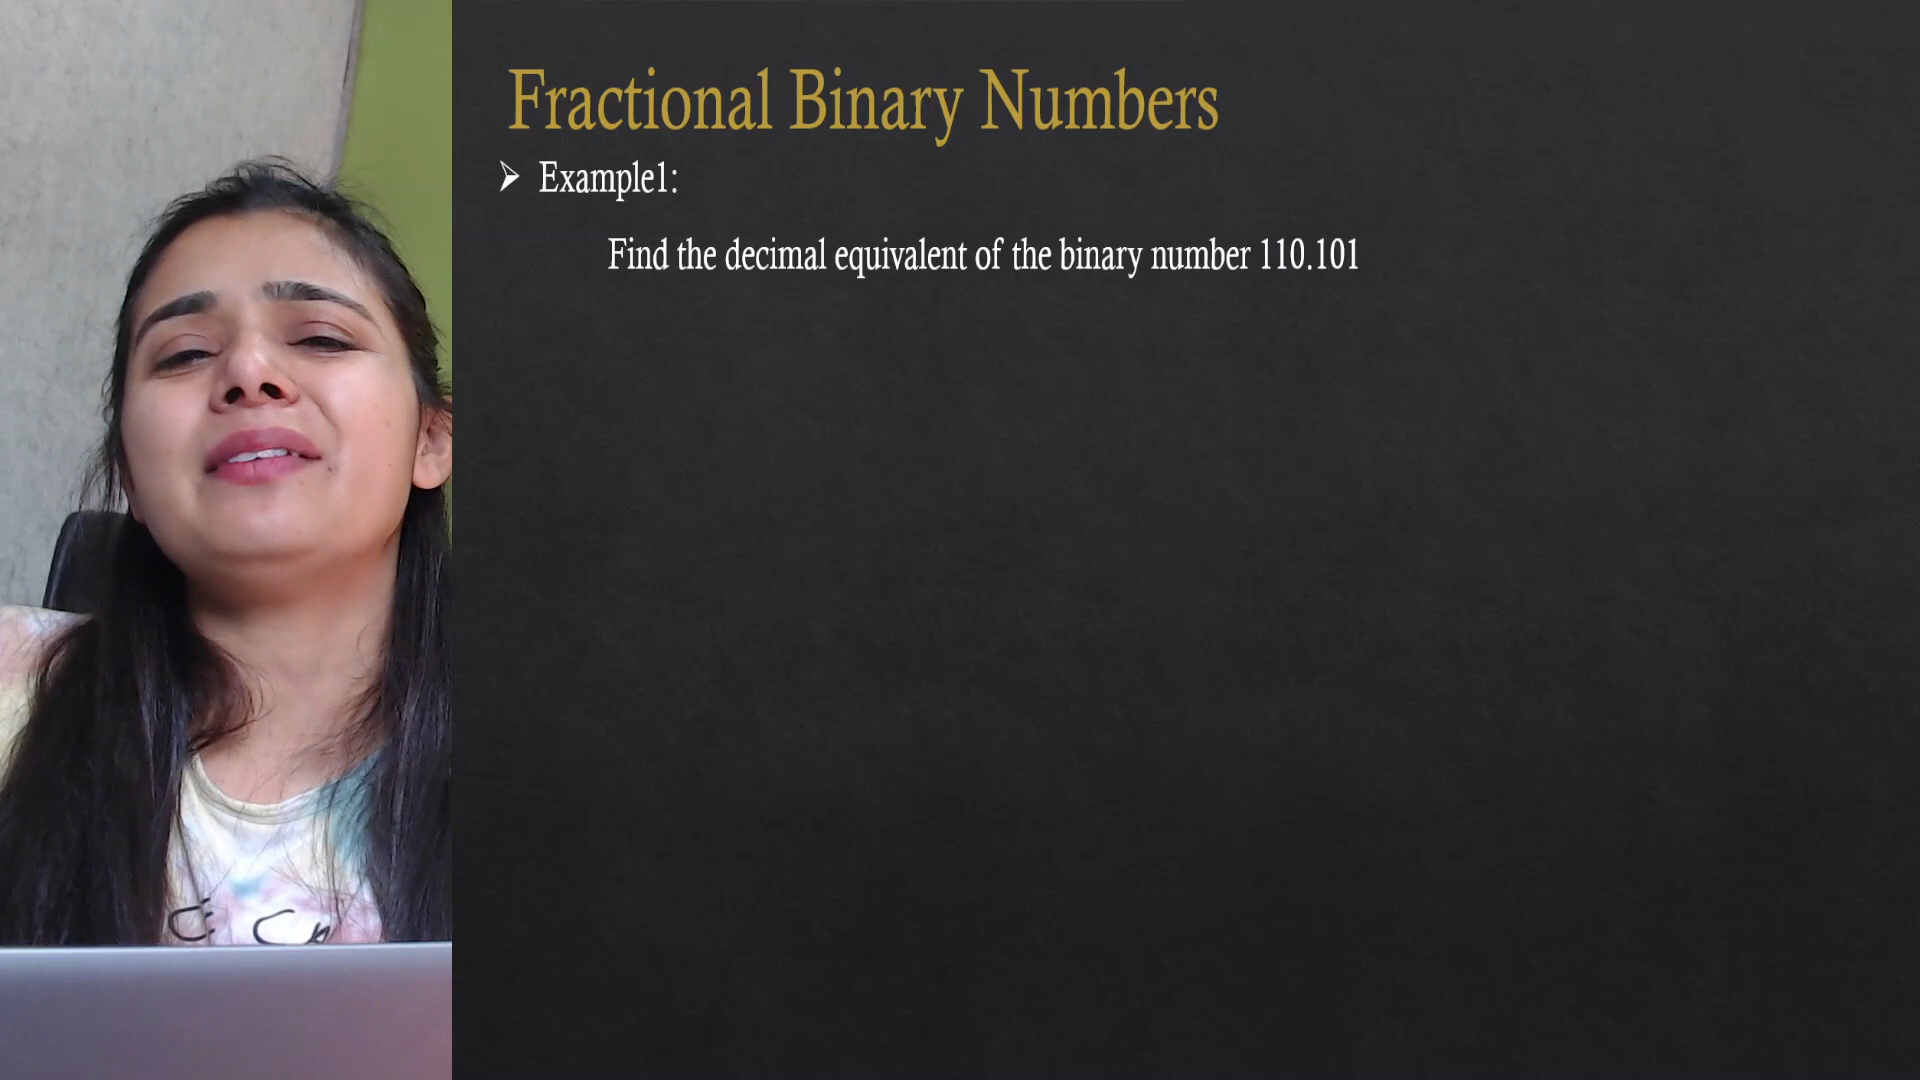 Fractional Binary Numbers
Example1:
Find the decimal equivalent of the binary number 110.101